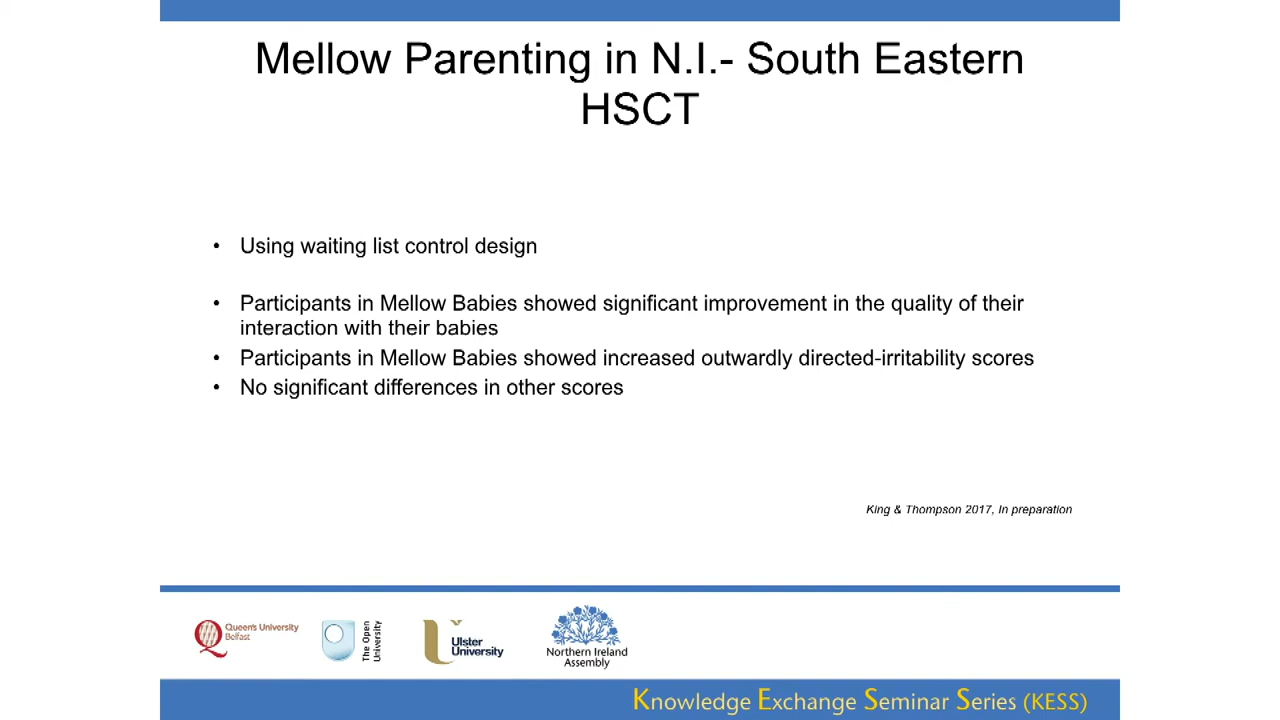 Mellow Parenting in N.I.- South Eastern
HSCT
• Using waiting list control design
• Participants in Mellow Babies showed significant improvement in the quality of their
interaction with their babies
• Participants in Mellow Babies showed increased outwardly directed-irritability scores
• No significant differences in other scores
King & Thompson 2017, In preparation
Queen's University
Belfast
The Open
University
Ulster
University
Northern Ireland
Assembly
Knowledge Exchange Seminar Series (KESS)